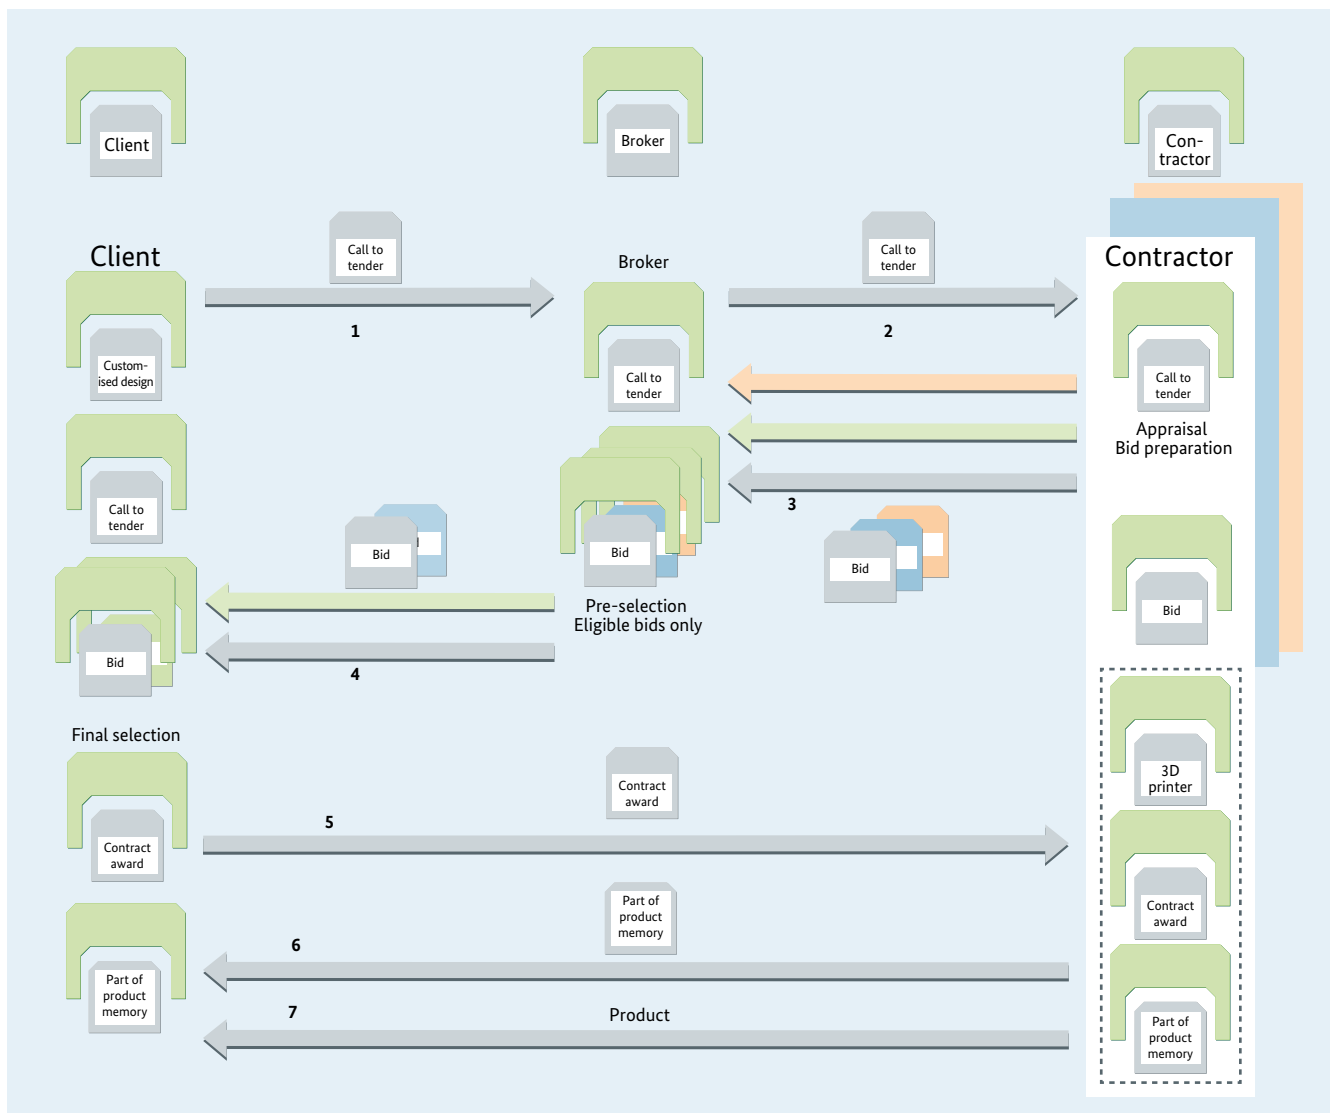 Client
Broker
Con-
tractor
Client
Call to
tender
Broker
Call to
tender
Contractor
1
2
Custom-
ised design
Call to
tender
Call to
tender
Appraisal
Bid preparation
Call to
tender
3
Bid
Bid
Bid
Bid
Pre-selection
Eligible bids only
Bid
4
Final selection
3D
printer
Contract
award
5
Contract
award
Contract
award
Part of
product
memory
6
Part of
product
memory
7
Product
Part of
product
memory